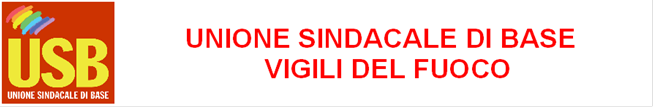 USB
UNIONE SINDACALE DI BASE
UNIONE SINDACALE DI BASE
VIGILI DEL FUOCO